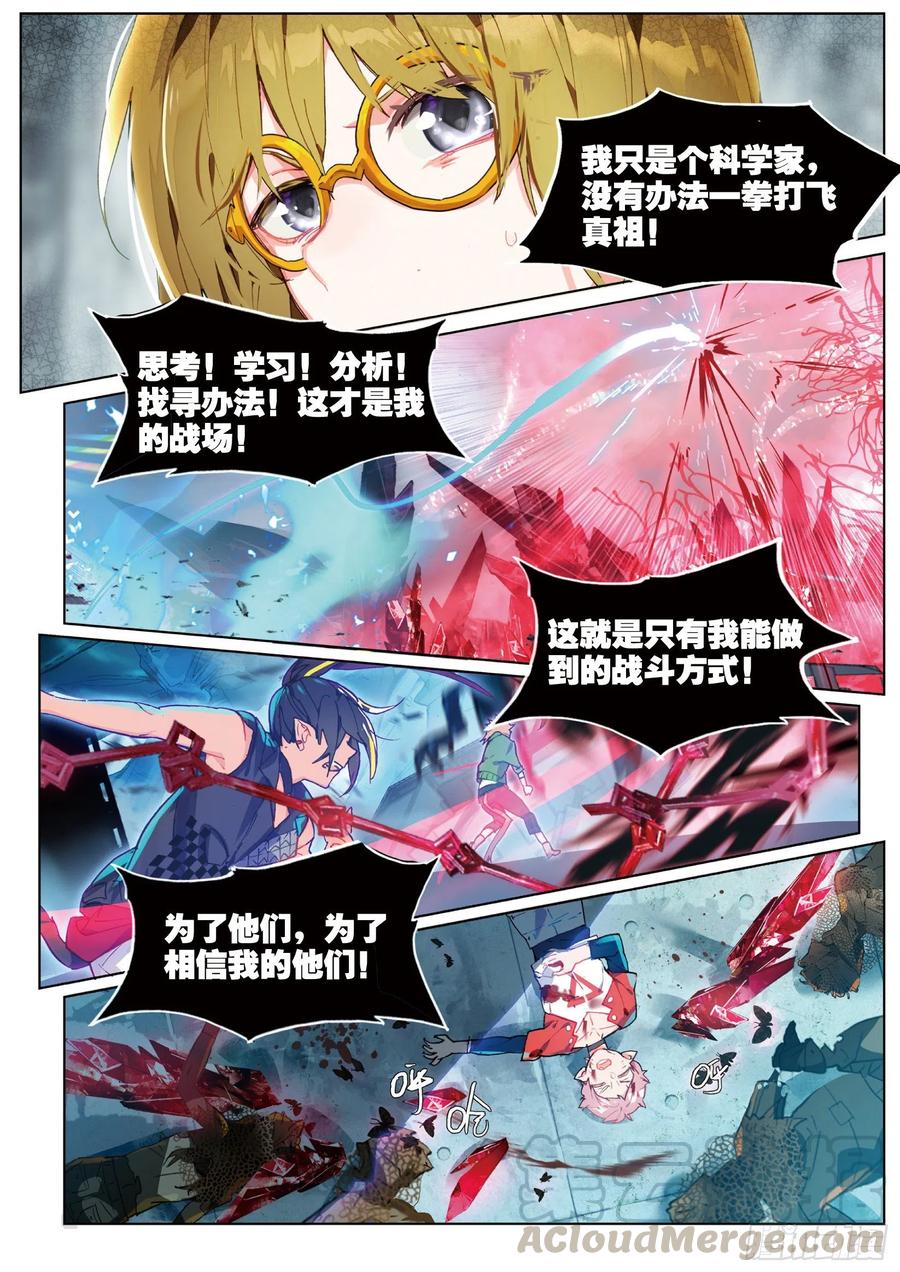 我只是个科学家，
没有办法一拳打飞
真祖！
思考！学习！分析！
找寻办法！这才是我
的战场！
这就是只有我能做
到的战斗方式！
为了他们，为了
相信我的他们！
呼
哈
呼
ACloudMerge.com